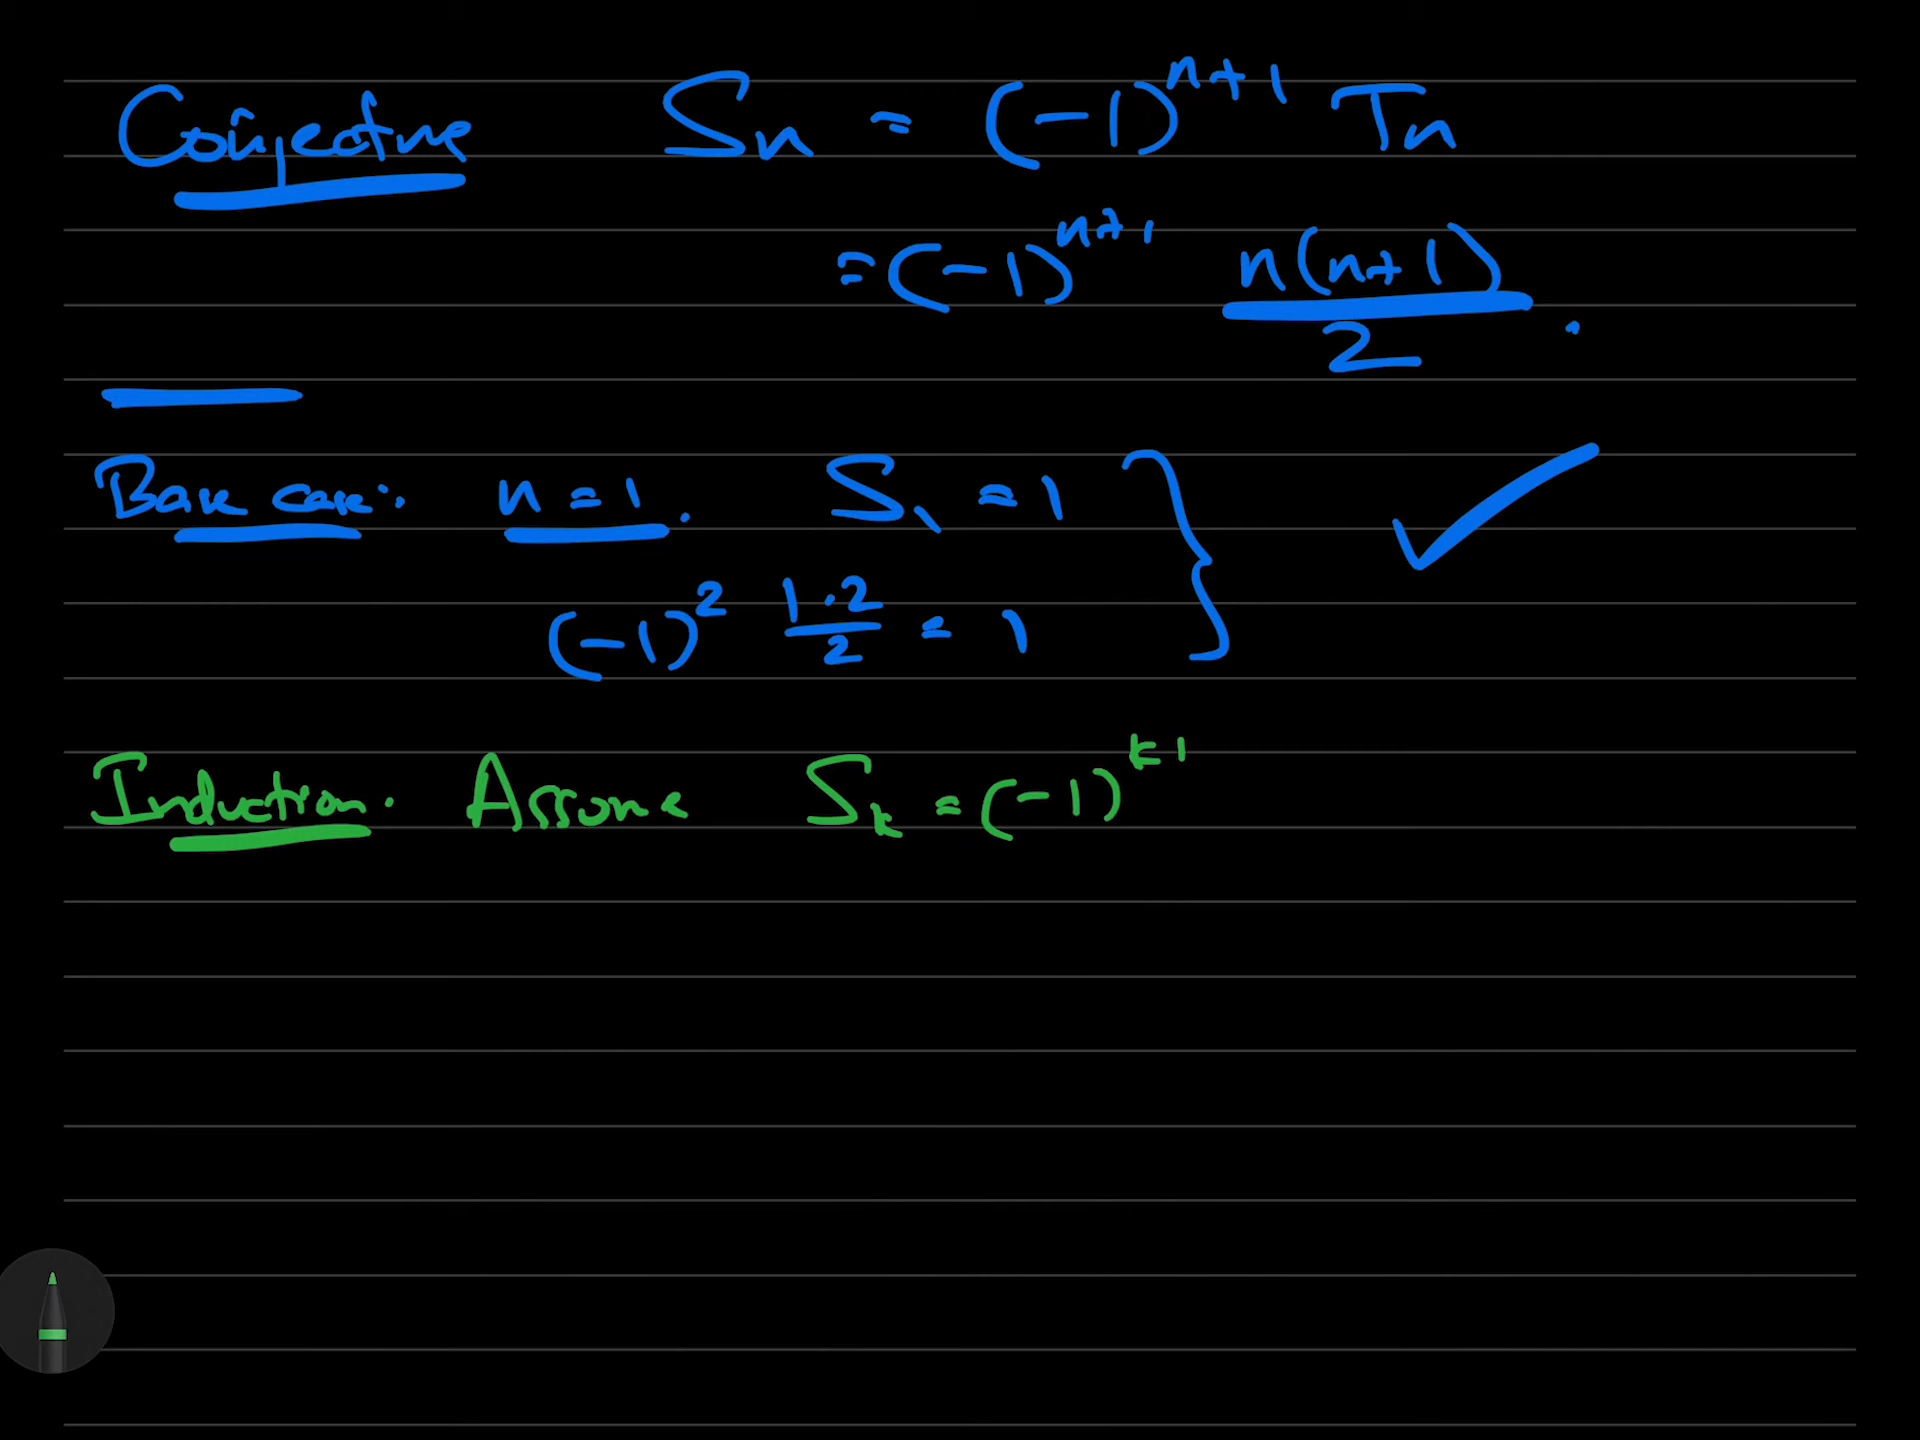 Conjecture Sn = (-1)^{n+1} Tn
= (-1)^{n+1} n(n+1)/2 .
Base case: n = 1. S₁ = 1
(-1)^2 1·2/2 = 1
Induction. Assume Sk = (-1)^{k 1